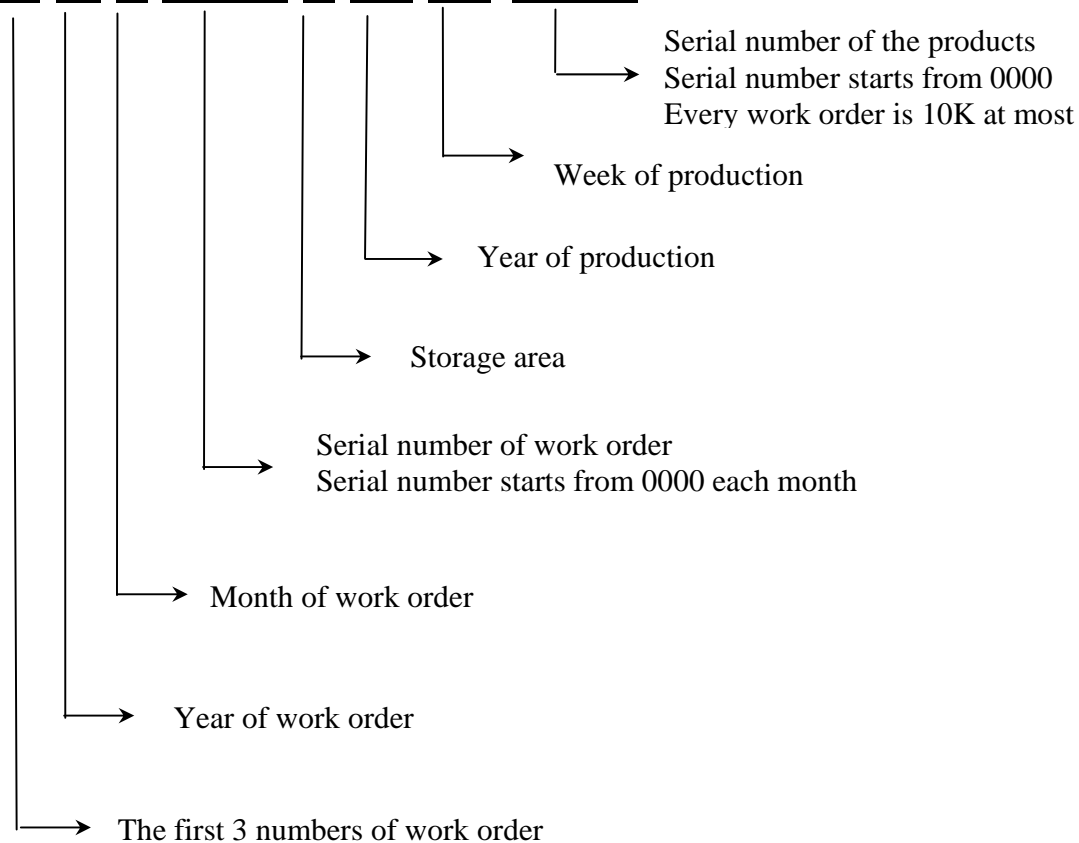 Serial number of the products
Serial number starts from 0000
Every work order is 10K at most
Week of production
Year of production
Storage area
Serial number of work order
Serial number starts from 0000 each month
Month of work order
Year of work order
The first 3 numbers of work order